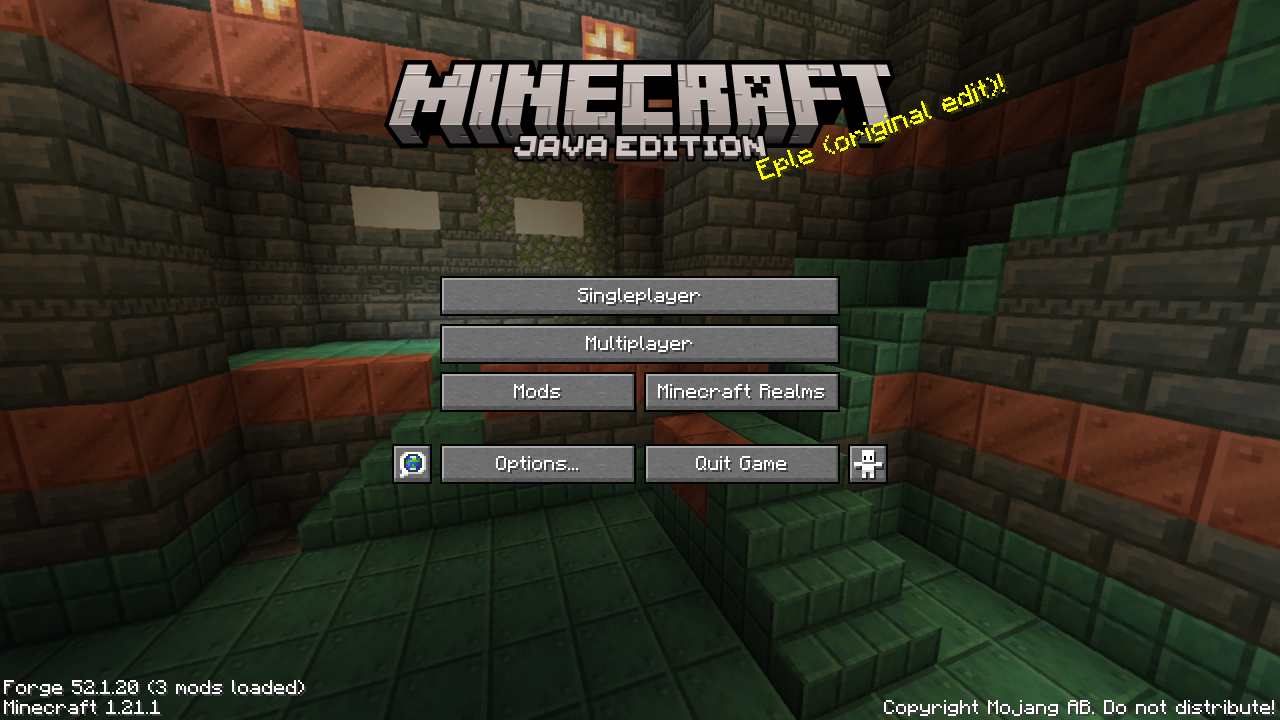 MINECRAFT
JAVA EDITION
Eple (original edit)!
Singleplayer
Multiplayer
Mods
Minecraft Realms
Options...
Quit Game
Forge 52.1.20 (3 mods loaded)
Minecraft 1.21.1
Copyright Mojang AB. Do not distribute!